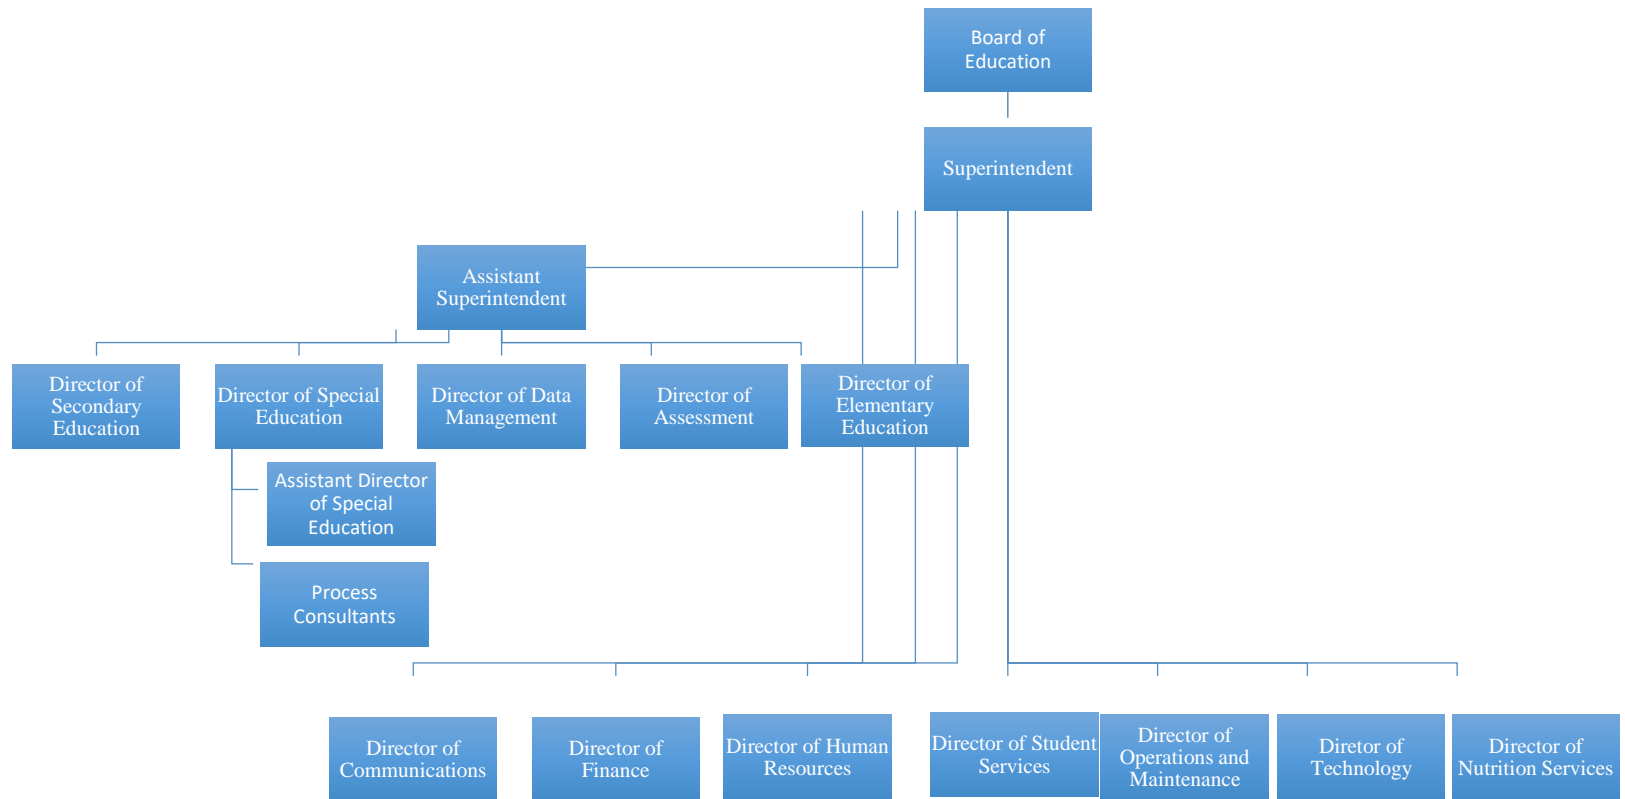 Board of
Education
Superintendent
Assistant
Superintendent
Director of
Secondary
Education
Director of Special
Education
Director of Data
Management
Director of
Assessment
Director of
Elementary
Education
Assistant Director
of Special
Education
Process
Consultants
Director of
Communications
Director of
Finance
Director of Human
Resources
Director of Student
Services
Director of
Operations and
Maintenance
Diretor of
Technology
Director of
Nutrition Services